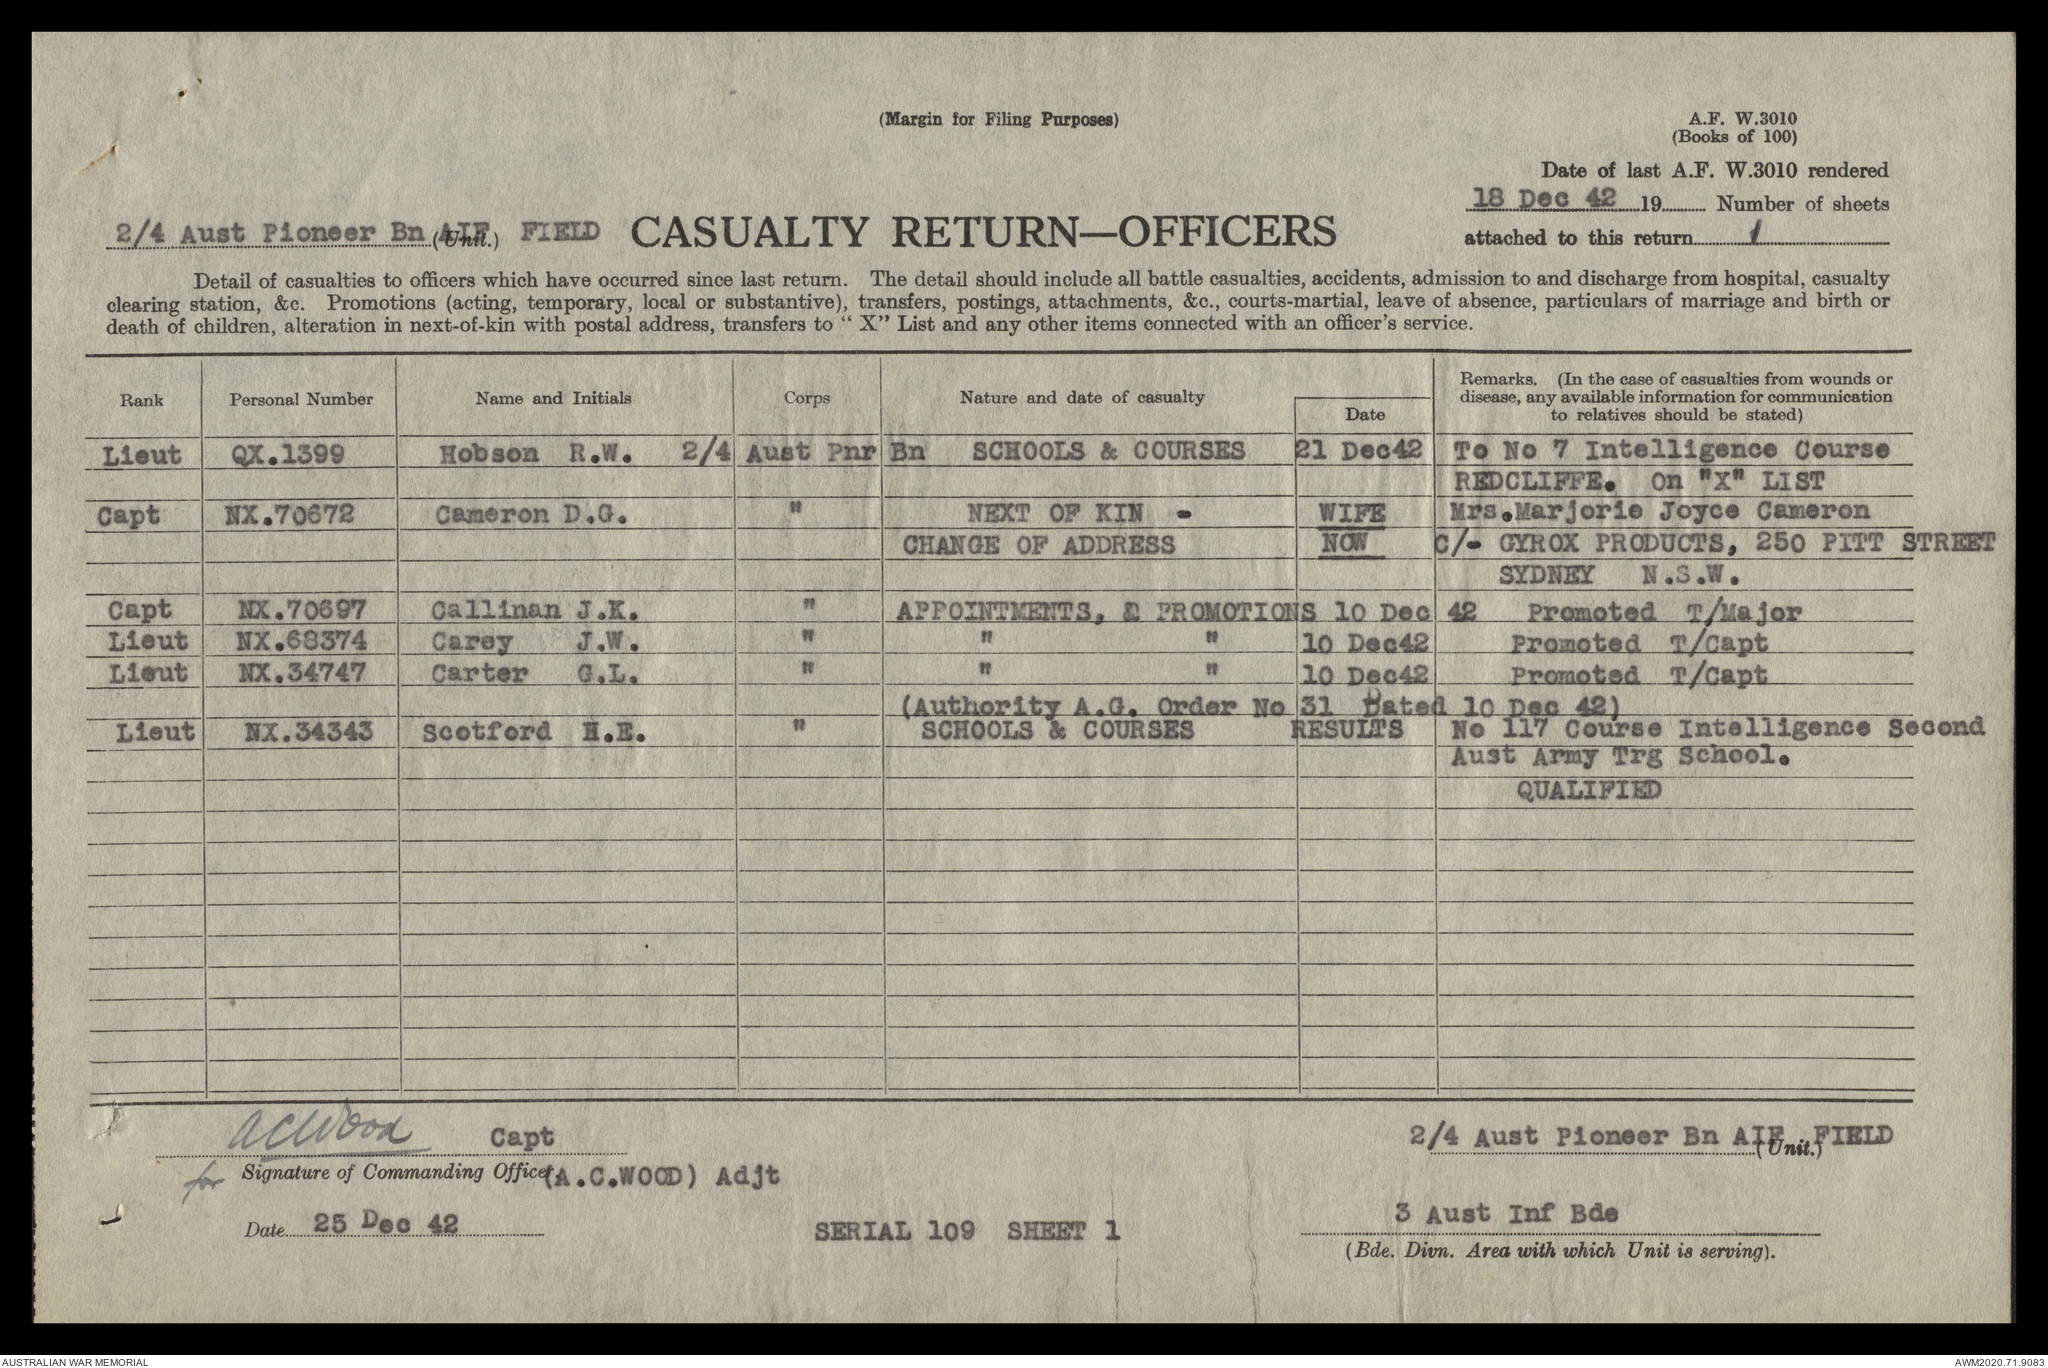 (Margin for Filing Purposes)
A.F. W.3010
(Books of 100)
Date of last A.F. W.3010 rendered
18 Dec 42 19 Number of sheets
attached to this return 1
2/4 Aust Pioneer Bn AIF (Unit.) FIELD CASUALTY RETURN—OFFICERS
Detail of casualties to officers which have occurred since last return. The detail should include all battle casualties, accidents, admission to and discharge from hospital, casualty
clearing station, &c. Promotions (acting, temporary, local or substantive), transfers, postings, attachments, &c., courts-martial, leave of absence, particulars of marriage and birth or
death of children, alteration in next-of-kin with postal address, transfers to "X" List and any other items connected with an officer's service.
Rank Personal Number Name and Initials Corps Nature and date of casualty Date Remarks. (In the case of casualties from wounds or
disease, any available information for communication
to relatives should be stated)
Lieut QX.1399 Hobson R.W. 2/4 Aust Pnr Bn SCHOOLS & COURSES 21 Dec42 To No 7 Intelligence Course
REDCLIFFE. On "X" LIST
Capt NX.70672 Cameron D.G. " NEXT OF KIN - WIFE Mrs.Marjorie Joyce Cameron
CHANGE OF ADDRESS NOW C/- GYROX PRODUCTS, 250 PITT STREET
SYDNEY N.S.W.
Capt NX.70697 Callinan J.K. " APPOINTMENTS, & PROMOTIONS 10 Dec 42 Promoted T/Major
Lieut NX.68374 Carey J.W. " " " 10 Dec42 Promoted T/Capt
Lieut NX.34747 Carter G.L. " " " 10 Dec42 Promoted T/Capt
(Authority A.G. Order No 31 Dated 10 Dec 42)
Lieut NX.34343 Scotford H.E. " SCHOOLS & COURSES RESULTS No 117 Course Intelligence Second
Aust Army Trg School.
QUALIFIED
ACWood Capt
for Signature of Commanding Officer (A.C.WOOD) Adjt
Date 25 Dec 42
SERIAL 109 SHEET 1
2/4 Aust Pioneer Bn AIF (Unit.) FIELD
3 Aust Inf Bde
(Bde. Divn. Area with which Unit is serving).
AUSTRALIAN WAR MEMORIAL
AWM2020.71.9083